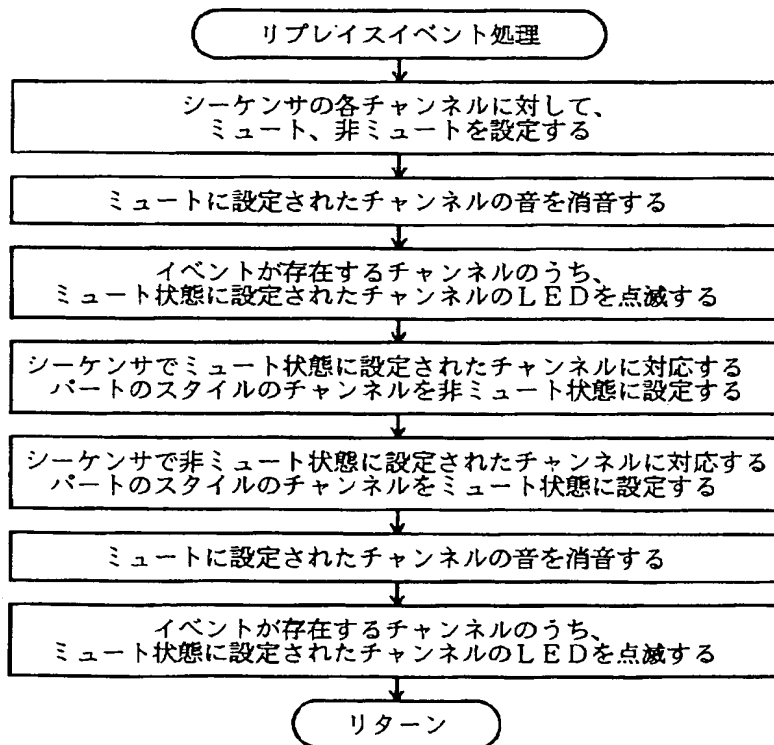 リプレイスイベント処理
シーケンサの各チャンネルに対して、
ミュート、非ミュートを設定する
ミュートに設定されたチャンネルの音を消音する
イベントが存在するチャンネルのうち、
ミュート状態に設定されたチャンネルのＬＥＤを点滅する
シーケンサでミュート状態に設定されたチャンネルに対応する
パートのスタイルのチャンネルを非ミュート状態に設定する
シーケンサで非ミュート状態に設定されたチャンネルに対応する
パートのスタイルのチャンネルをミュート状態に設定する
ミュートに設定されたチャンネルの音を消音する
イベントが存在するチャンネルのうち、
ミュート状態に設定されたチャンネルのＬＥＤを点滅する
リターン